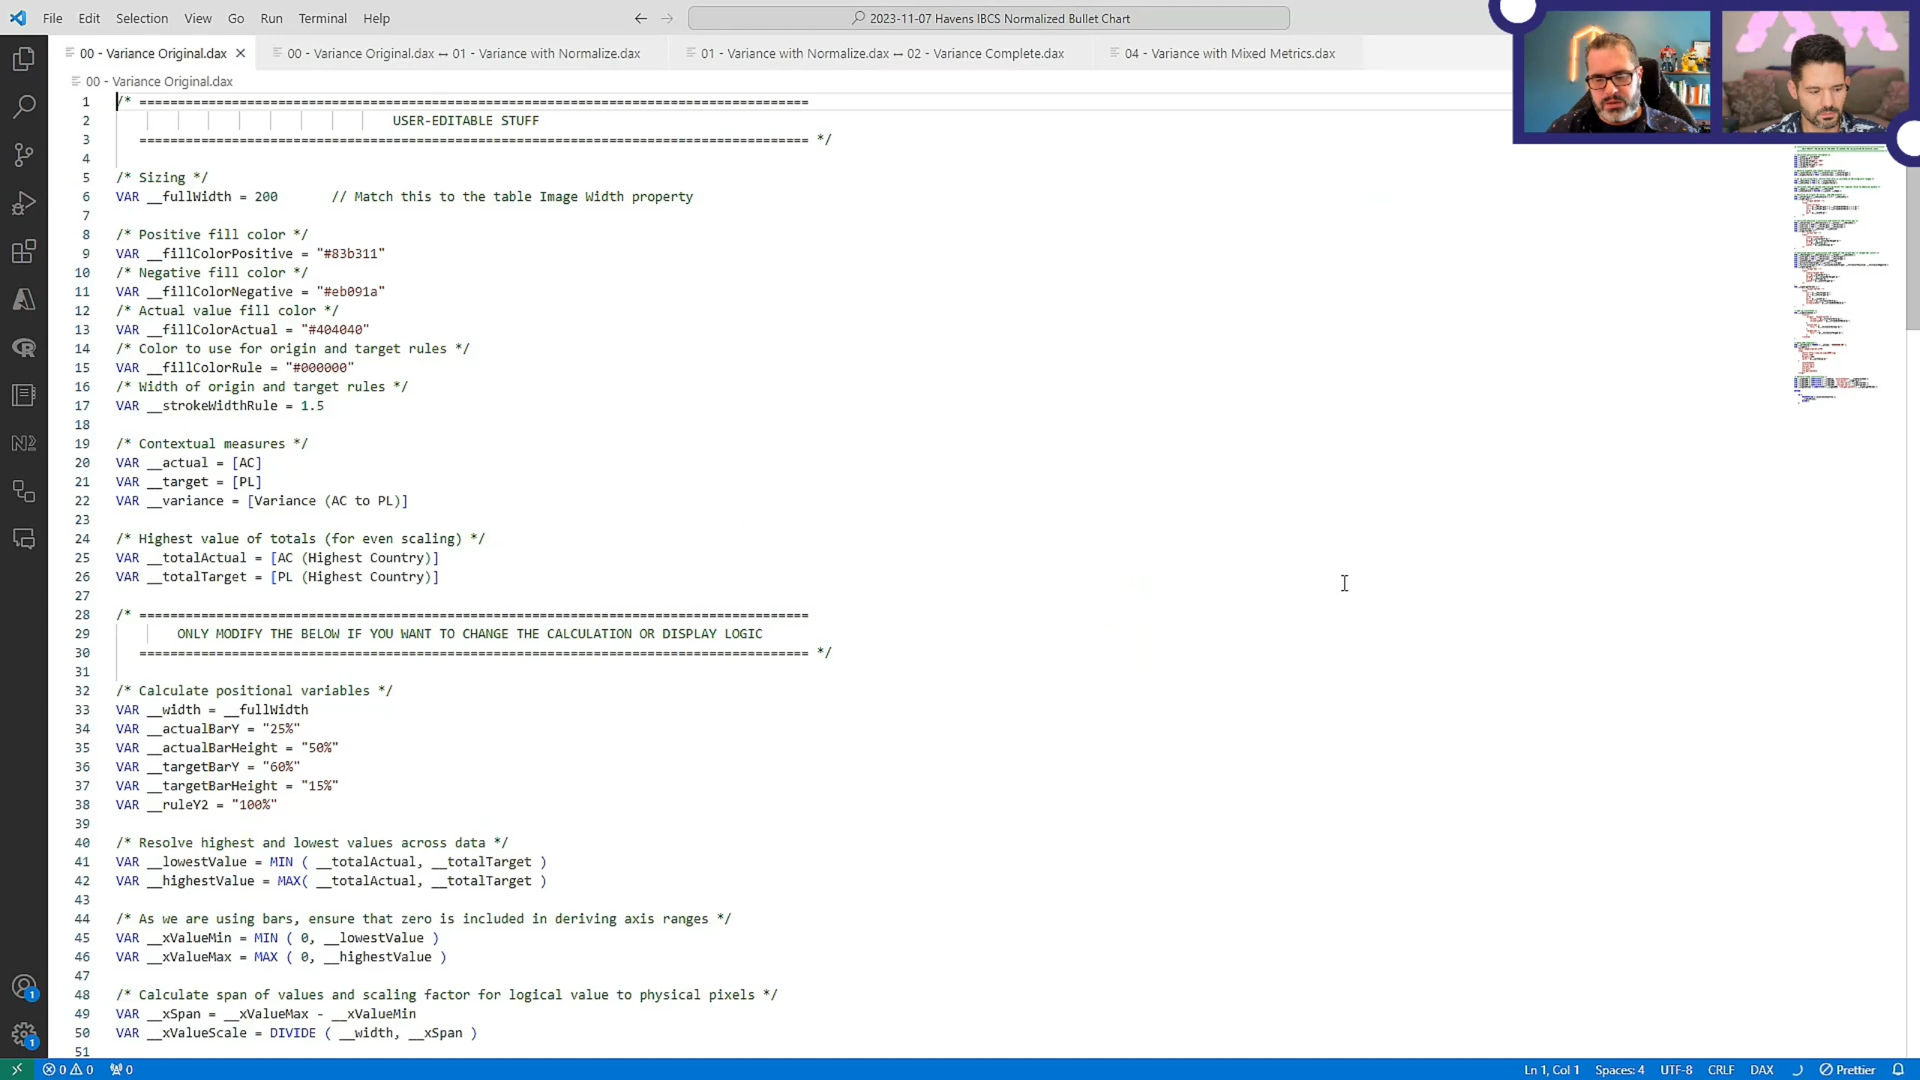 File Edit Selection View Go Run Terminal Help
2023-11-07 Havens IBCS Normalized Bullet Chart
00 - Variance Original.dax
00 - Variance Original.dax ↔ 01 - Variance with Normalize.dax
01 - Variance with Normalize.dax ↔ 02 - Variance Complete.dax
04 - Variance with Mixed Metrics.dax
00 - Variance Original.dax
1 /* =======================================================================================
2 USER-EDITABLE STUFF
3 ======================================================================================= */
4
5 /* Sizing */
6 VAR __fullWidth = 200 // Match this to the table Image Width property
7
8 /* Positive fill color */
9 VAR __fillColorPositive = "#83b311"
10 /* Negative fill color */
11 VAR __fillColorNegative = "#eb091a"
12 /* Actual value fill color */
13 VAR __fillColorActual = "#404040"
14 /* Color to use for origin and target rules */
15 VAR __fillColorRule = "#000000"
16 /* Width of origin and target rules */
17 VAR __strokeWidthRule = 1.5
18
19 /* Contextual measures */
20 VAR __actual = [AC]
21 VAR __target = [PL]
22 VAR __variance = [Variance (AC to PL)]
23
24 /* Highest value of totals (for even scaling) */
25 VAR __totalActual = [AC (Highest Country)]
26 VAR __totalTarget = [PL (Highest Country)]
27
28 /* =======================================================================================
29 ONLY MODIFY THE BELOW IF YOU WANT TO CHANGE THE CALCULATION OR DISPLAY LOGIC
30 ======================================================================================= */
31
32 /* Calculate positional variables */
33 VAR __width = __fullWidth
34 VAR __actualBarY = "25%"
35 VAR __actualBarHeight = "50%"
36 VAR __targetBarY = "60%"
37 VAR __targetBarHeight = "15%"
38 VAR __ruleY2 = "100%"
39
40 /* Resolve highest and lowest values across data */
41 VAR __lowestValue = MIN ( __totalActual, __totalTarget )
42 VAR __highestValue = MAX( __totalActual, __totalTarget )
43
44 /* As we are using bars, ensure that zero is included in deriving axis ranges */
45 VAR __xValueMin = MIN ( 0, __lowestValue )
46 VAR __xValueMax = MAX ( 0, __highestValue )
47
48 /* Calculate span of values and scaling factor for logical value to physical pixels */
49 VAR __xSpan = __xValueMax - __xValueMin
50 VAR __xValueScale = DIVIDE ( __width, __xSpan )
51
0 0 0 Ln 1, Col 1 Spaces: 4 UTF-8 CRLF DAX Prettier